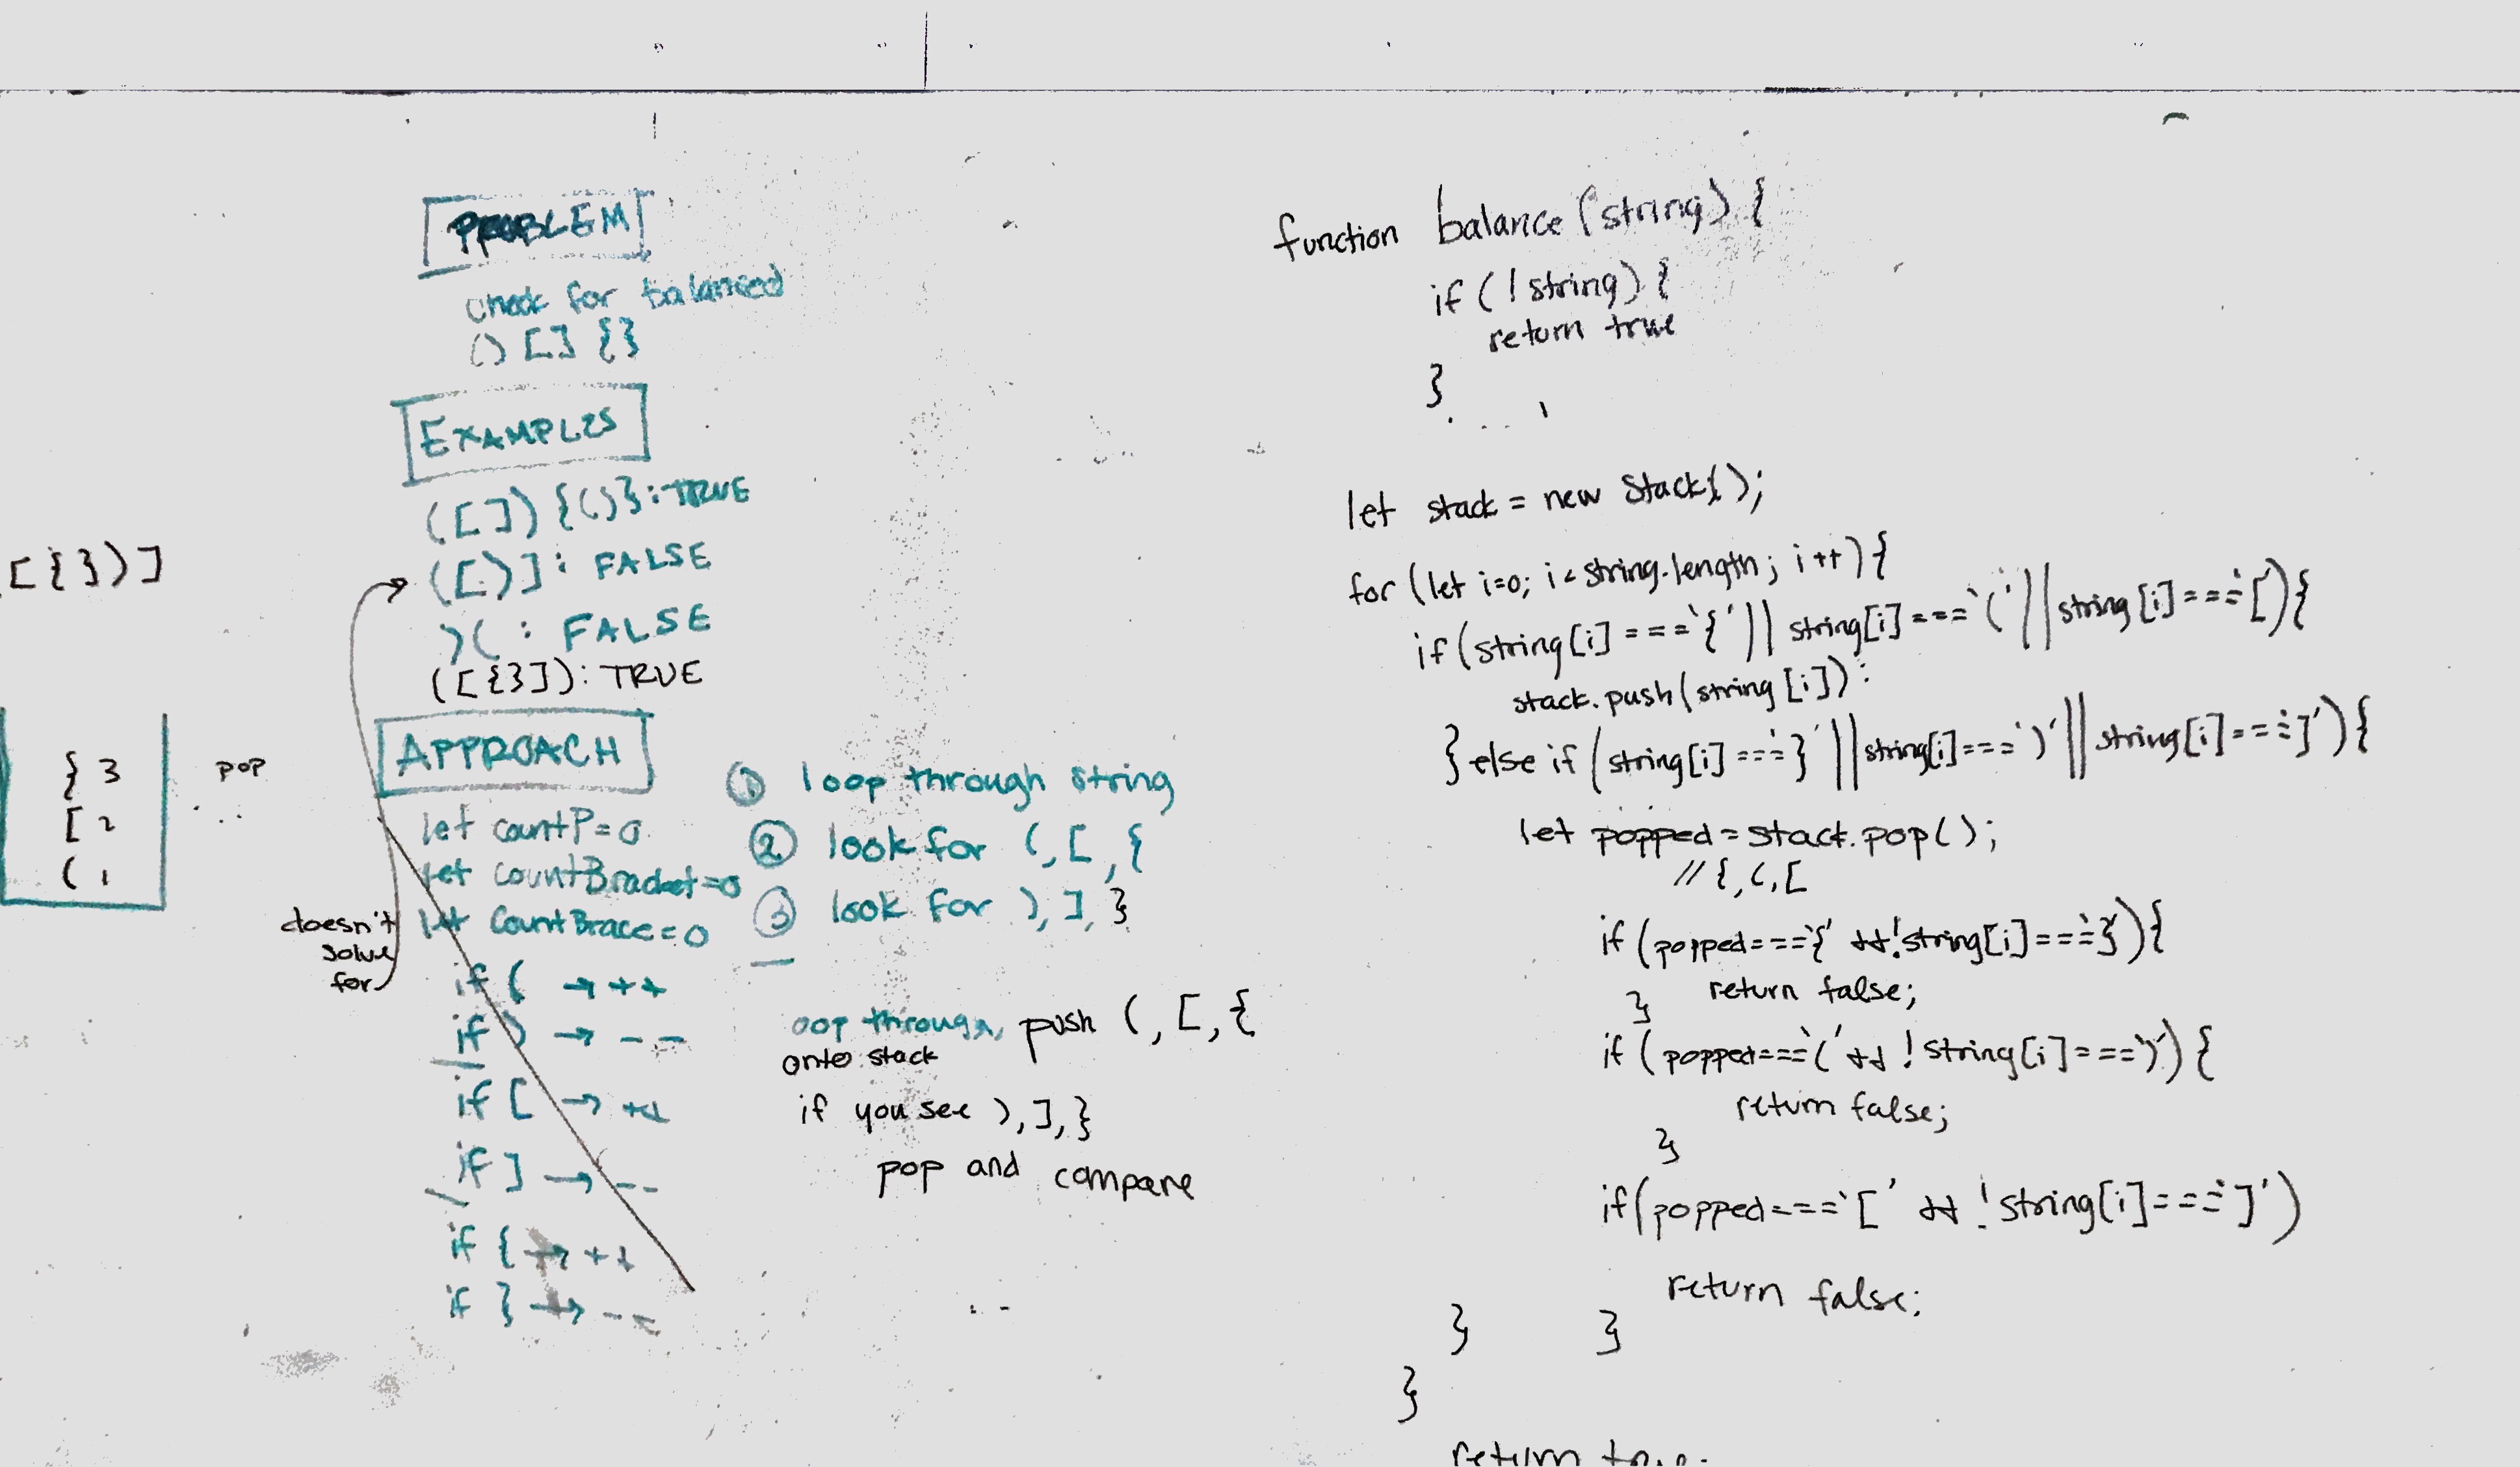 PROBLEM
check for balanced
() [] {}
EXAMPLES
([]) {()} : TRUE
([)] : FALSE
)( : FALSE
([{}]) : TRUE
[{})]
{ 3
[ 2
( 1
pop
doesn't
solve
for
APPROACH
let countP = 0
let countBracket = 0
let countBrace = 0
if ( → ++
if ) → --
if [ → ++
if ] → --
if { → ++
if } → --
① loop through string
② look for (, [, {
③ look for ), ], }
oop through, push (, [, {
onto stack
if you see ), ], }
pop and compare
function balance (string) {
if (!string) {
return true
}
let stack = new Stack();
for (let i=0; i < string.length; i++) {
if (string[i] === '{' || string[i] === '(' || string[i] === '[') {
stack.push(string[i]);
} else if (string[i] === '}' || string[i] === ')' || string[i] === ']') {
let popped = stack.pop();
// {, (, [
if (popped === '{' && !string[i] === '}') {
return false;
}
if (popped === '(' && !string[i] === ')') {
return false;
}
if (popped === '[' && !string[i] === ']')
return false;
} }
}
return true;